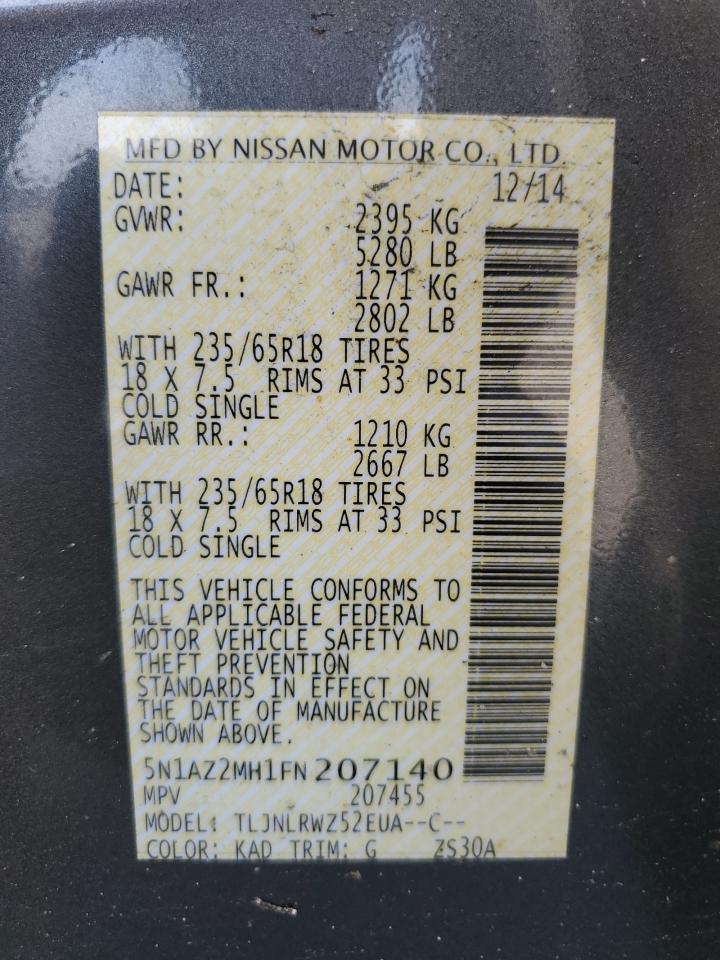 MFD BY NISSAN MOTOR CO., LTD.
DATE: 12/14
GVWR: 2395 KG
5280 LB
GAWR FR.: 1271 KG
2802 LB
WITH 235/65R18 TIRES
18 X 7.5 RIMS AT 33 PSI
COLD SINGLE
GAWR RR.: 1210 KG
2667 LB
WITH 235/65R18 TIRES
18 X 7.5 RIMS AT 33 PSI
COLD SINGLE
THIS VEHICLE CONFORMS TO
ALL APPLICABLE FEDERAL
MOTOR VEHICLE SAFETY AND
THEFT PREVENTION
STANDARDS IN EFFECT ON
THE DATE OF MANUFACTURE
SHOWN ABOVE.
5N1AZ2MH1FN207140
MPV 207455
MODEL: TLJNLRWZ52EUA--C--
COLOR: KAD TRIM: G ZS30A